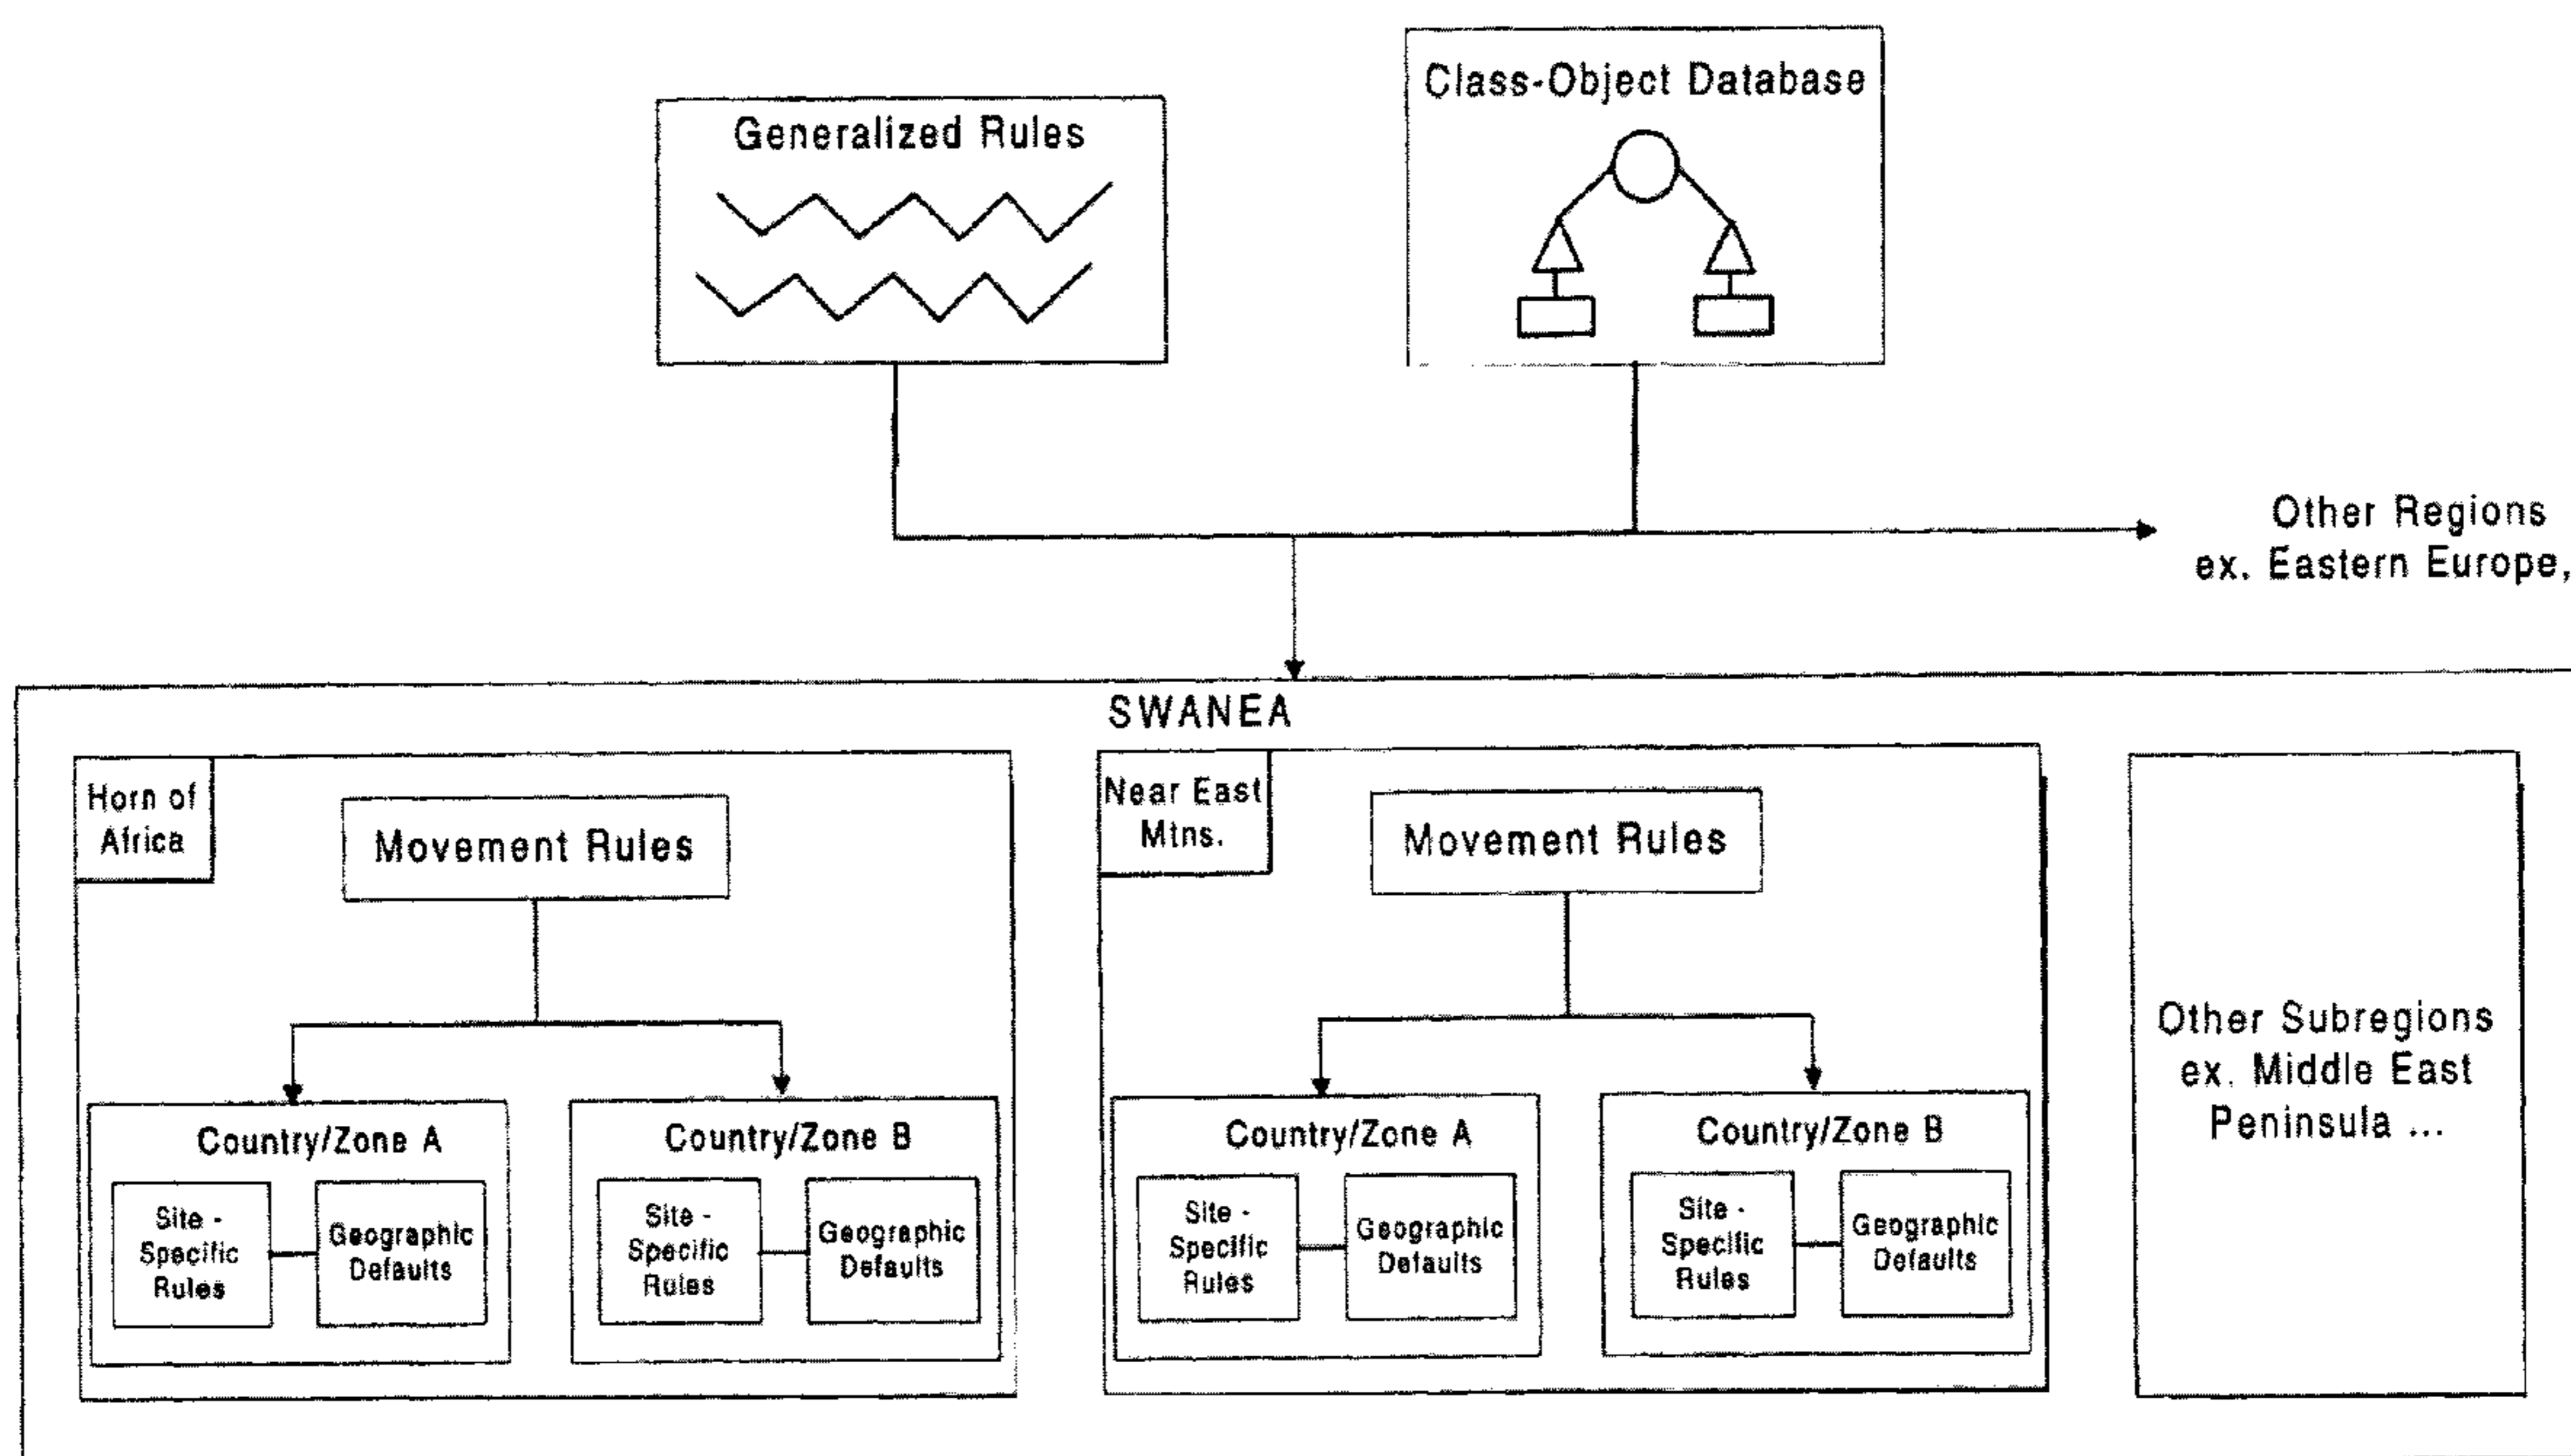 Generalized Rules
Class-Object Database
Other Regions
ex. Eastern Europe,
SWANEA
Horn of
Africa
Movement Rules
Country/Zone A
Site -
Specific
Rules
Geographic
Defaults
Country/Zone B
Site -
Specific
Rules
Geographic
Defaults
Near East
Mtns.
Movement Rules
Country/Zone A
Site -
Specific
Rules
Geographic
Defaults
Country/Zone B
Site -
Specific
Rules
Geographic
Defaults
Other Subregions
ex. Middle East
Peninsula ...